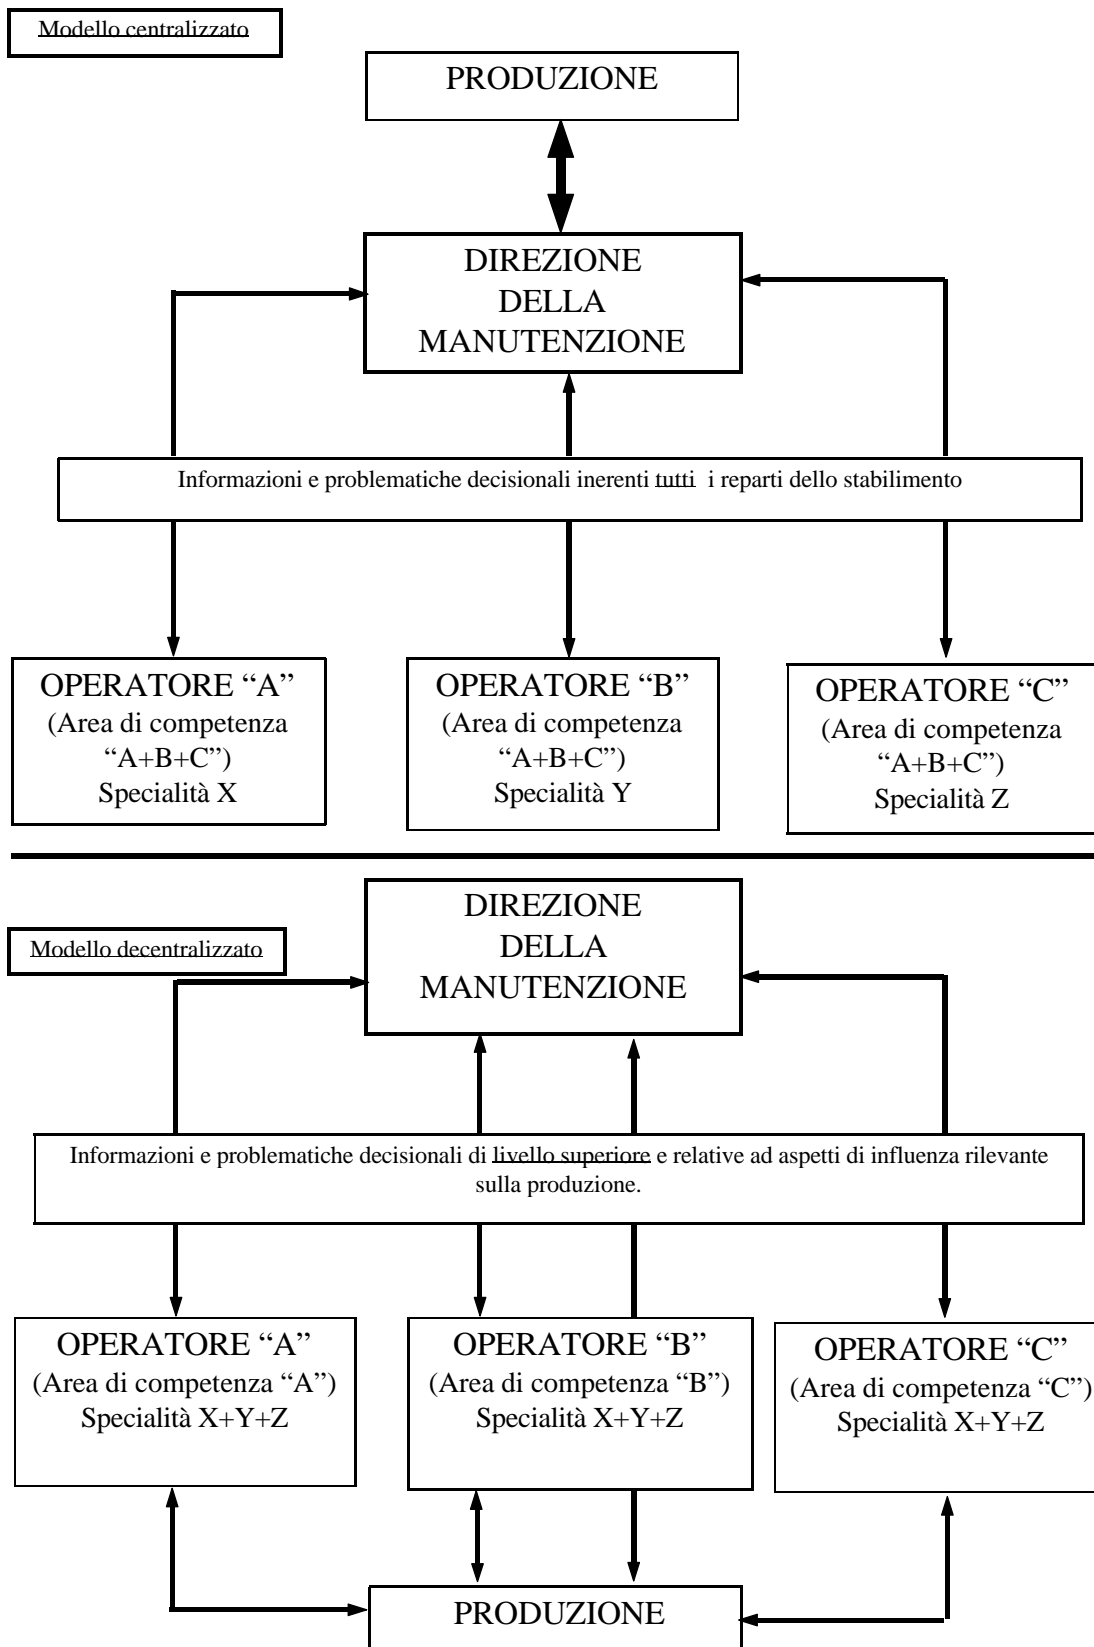 Modello centralizzato
PRODUZIONE
DIREZIONE
DELLA
MANUTENZIONE
Informazioni e problematiche decisionali inerenti tutti i reparti dello stabilimento
OPERATORE “A”
(Area di competenza
“A+B+C”)
Specialità X
OPERATORE “B”
(Area di competenza
“A+B+C”)
Specialità Y
OPERATORE “C”
(Area di competenza
“A+B+C”)
Specialità Z
Modello decentralizzato
DIREZIONE
DELLA
MANUTENZIONE
Informazioni e problematiche decisionali di livello superiore e relative ad aspetti di influenza rilevante
sulla produzione.
OPERATORE “A”
(Area di competenza “A”)
Specialità X+Y+Z
OPERATORE “B”
(Area di competenza “B”)
Specialità X+Y+Z
OPERATORE “C”
(Area di competenza “C”)
Specialità X+Y+Z
PRODUZIONE